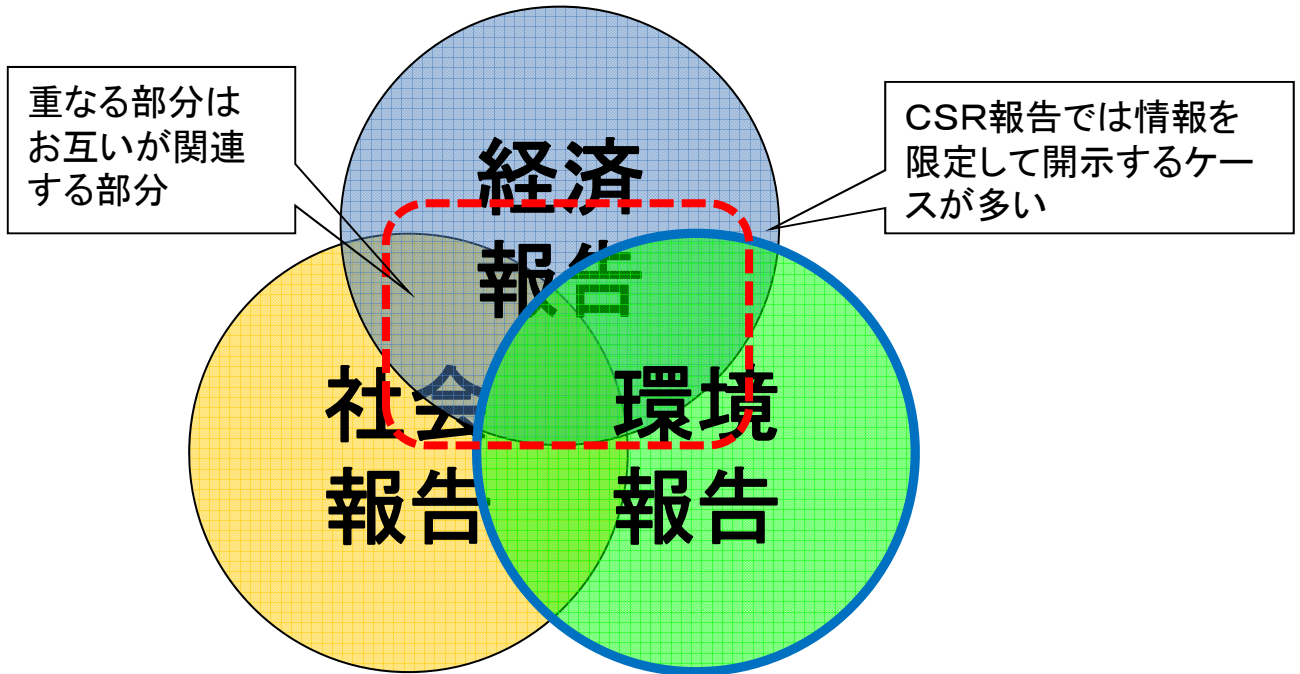 重なる部分は
お互いが関連
する部分
CSR報告では情報を
限定して開示するケー
スが多い
経済
報告
社会
報告
環境
報告